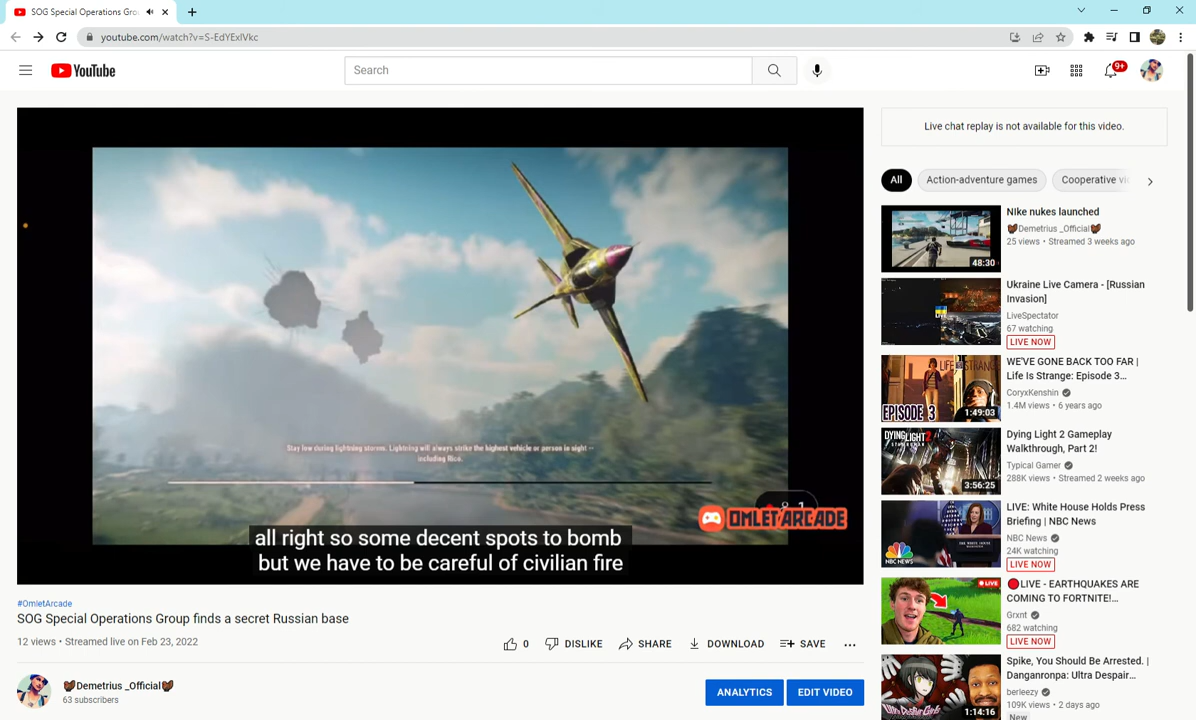 SOG Special Operations Grou
youtube.com/watch?v=S-EdYExIVkc
YouTube
Search
9+
Stay low during lightning storms. Lightning will always strike the highest vehicle or person in sight --
including Rico.
OMLET ARCADE
all right so some decent spots to bomb
but we have to be careful of civilian fire
#OmletArcade
SOG Special Operations Group finds a secret Russian base
12 views • Streamed live on Feb 23, 2022
0
DISLIKE
SHARE
DOWNLOAD
SAVE
Demetrius _Official
63 subscribers
ANALYTICS
EDIT VIDEO
Live chat replay is not available for this video.
All
Action-adventure games
Cooperative vi
NIke nukes launched
Demetrius _Official
25 views • Streamed 3 weeks ago
48:30
Ukraine Live Camera - [Russian
Invasion]
LiveSpectator
67 watching
LIVE NOW
LIFE IS STRANGE
EPISODE 3
1:49:03
WE'VE GONE BACK TOO FAR |
Life Is Strange: Episode 3...
CoryxKenshin
1.4M views • 6 years ago
DYING LIGHT 2
3:56:25
Dying Light 2 Gameplay
Walkthrough, Part 2!
Typical Gamer
288K views • Streamed 2 weeks ago
NBC NEWS
LIVE: White House Holds Press
Briefing | NBC News
NBC News
24K watching
LIVE NOW
LIVE
LIVE - EARTHQUAKES ARE
COMING TO FORTNITE!...
Grxnt
682 watching
LIVE NOW
1:14:16
Spike, You Should Be Arrested. |
Danganronpa: Ultra Despair...
berleezy
109K views • 2 days ago
New